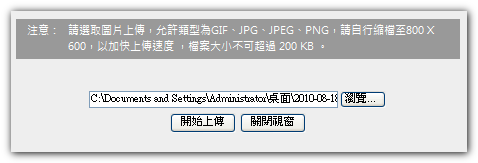 注意： 請選取圖片上傳，允許類型為GIF、JPG、JPEG、PNG，請自行縮檔至800 X
600，以加快上傳速度 ，檔案大小不可超過 200 KB 。
C:\Documents and Settings\Administrator\桌面\2010-08-18 瀏覽...
開始上傳 關閉視窗